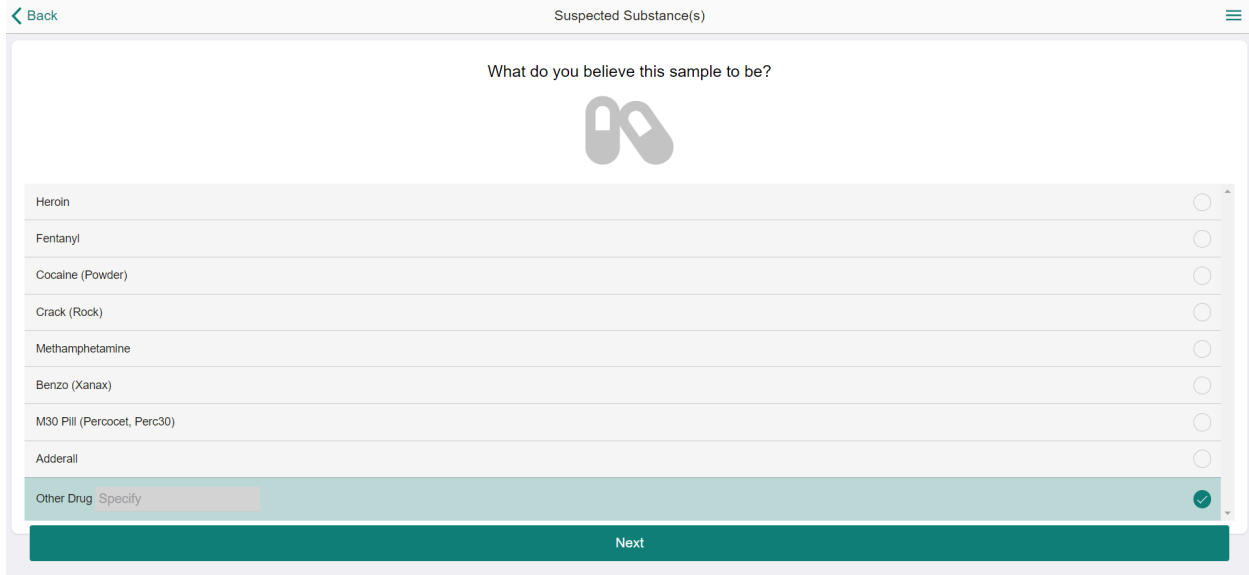 Back
Suspected Substance(s)
What do you believe this sample to be?
Heroin
Fentanyl
Cocaine (Powder)
Crack (Rock)
Methamphetamine
Benzo (Xanax)
M30 Pill (Percocet, Perc30)
Adderall
Other Drug Specify
Next